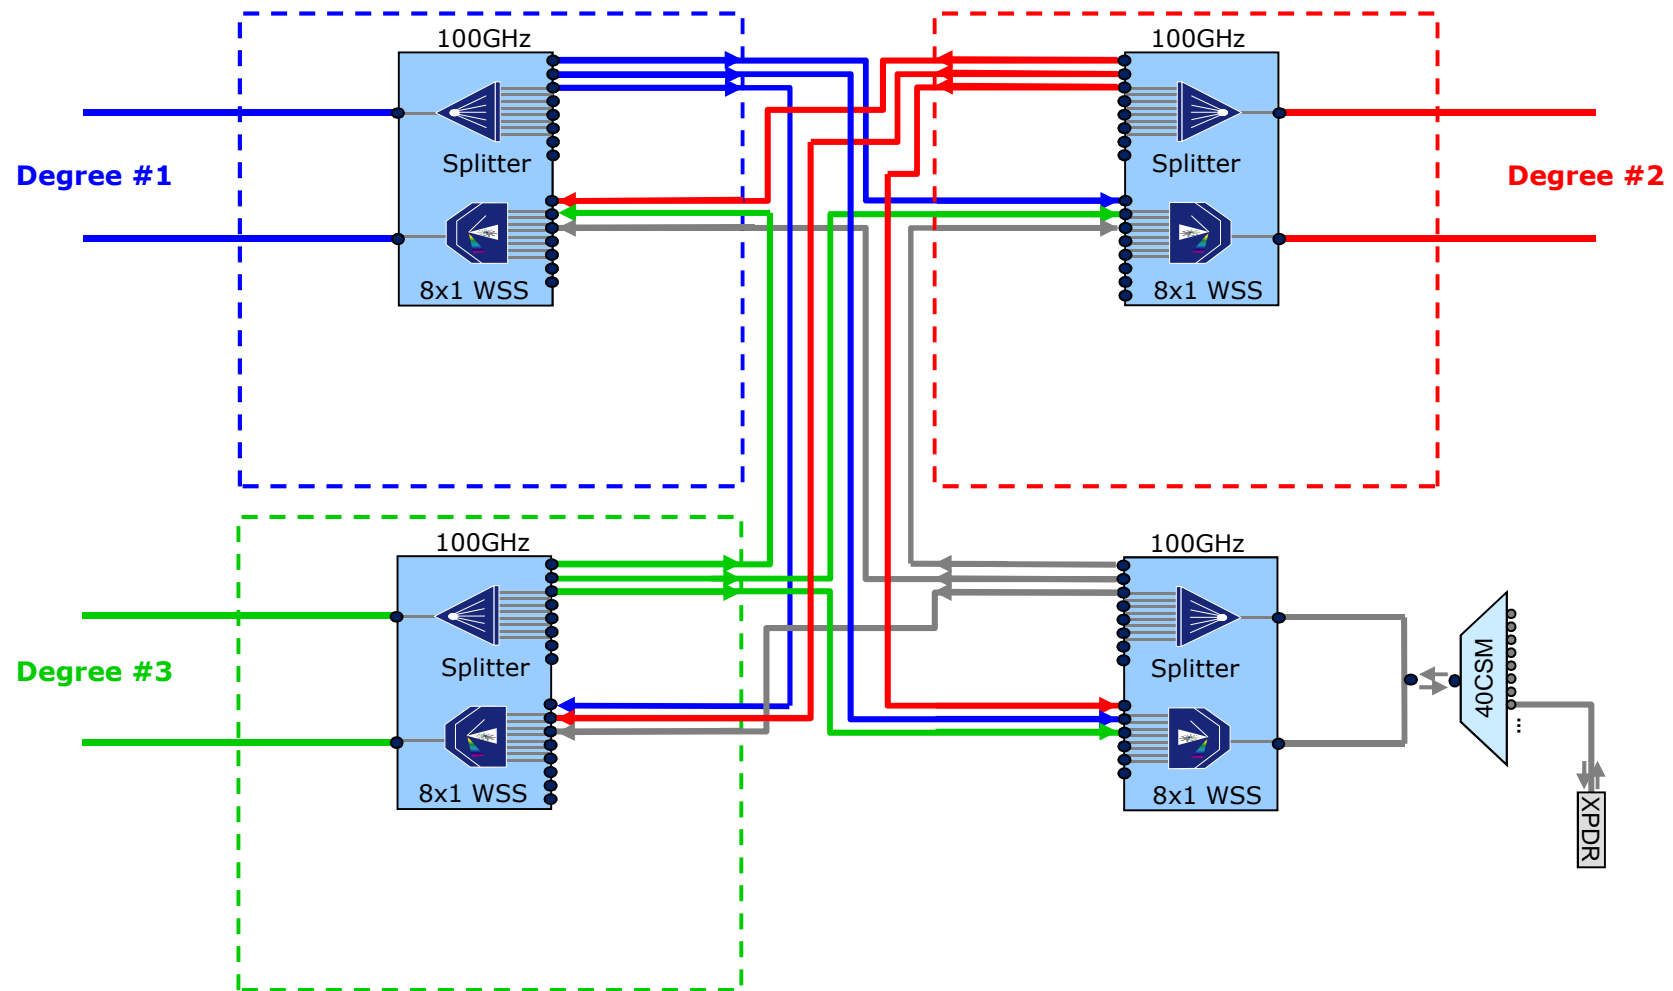 100GHz
100GHz
Splitter
Splitter
Degree #1
Degree #2
8x1 WSS
8x1 WSS
100GHz
100GHz
Splitter
Splitter
Degree #3
40CSM
...
8x1 WSS
8x1 WSS
XPDR